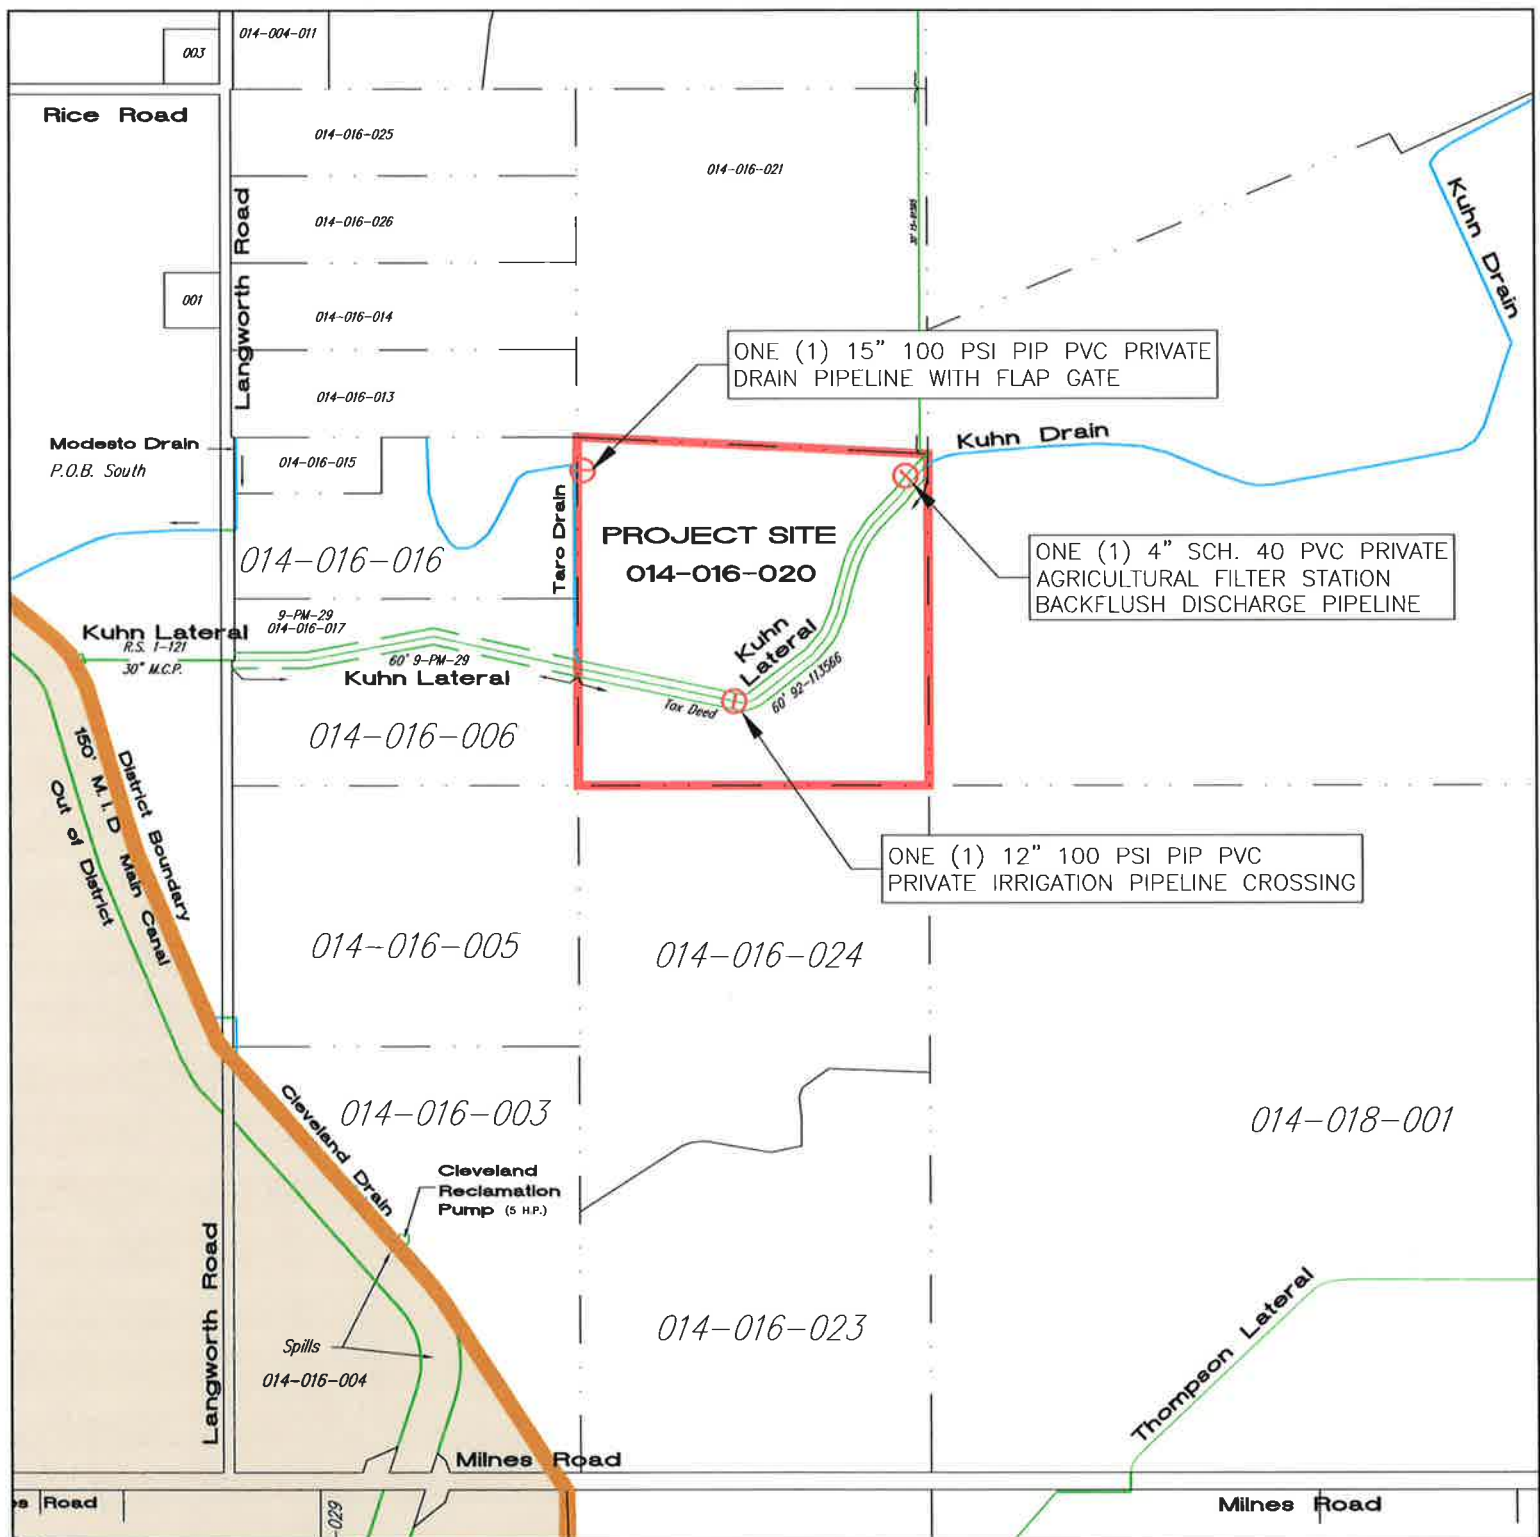 003
014-004-011
Rice Road
014-016-025
014-016-021
014-016-026
Langworth Road
Kuhn Drain
001
014-016-014
ONE (1) 15" 100 PSI PIP PVC PRIVATE
DRAIN PIPELINE WITH FLAP GATE
014-016-013
Modesto Drain
P.O.B. South
014-016-015
Kuhn Drain
Taro Drain
PROJECT SITE
014-016-020
014-016-016
ONE (1) 4" SCH. 40 PVC PRIVATE
AGRICULTURAL FILTER STATION
BACKFLUSH DISCHARGE PIPELINE
9-PM-29
014-016-017
Kuhn Lateral
R.S. 1-121
30" M.C.P.
60' 9-PM-29
Kuhn Lateral
Kuhn
Lateral
60' 92-113566
Tax Deed
014-016-006
District Boundary
150' M. I. D Main Canal
Out of District
ONE (1) 12" 100 PSI PIP PVC
PRIVATE IRRIGATION PIPELINE CROSSING
014-016-005
014-016-024
014-016-003
014-018-001
Cleveland Drain
Cleveland
Reclamation
Pump (5 H.P.)
Langworth Road
Spills
014-016-004
014-016-023
Thompson Lateral
Milnes Road
Road
-029
Milnes Road